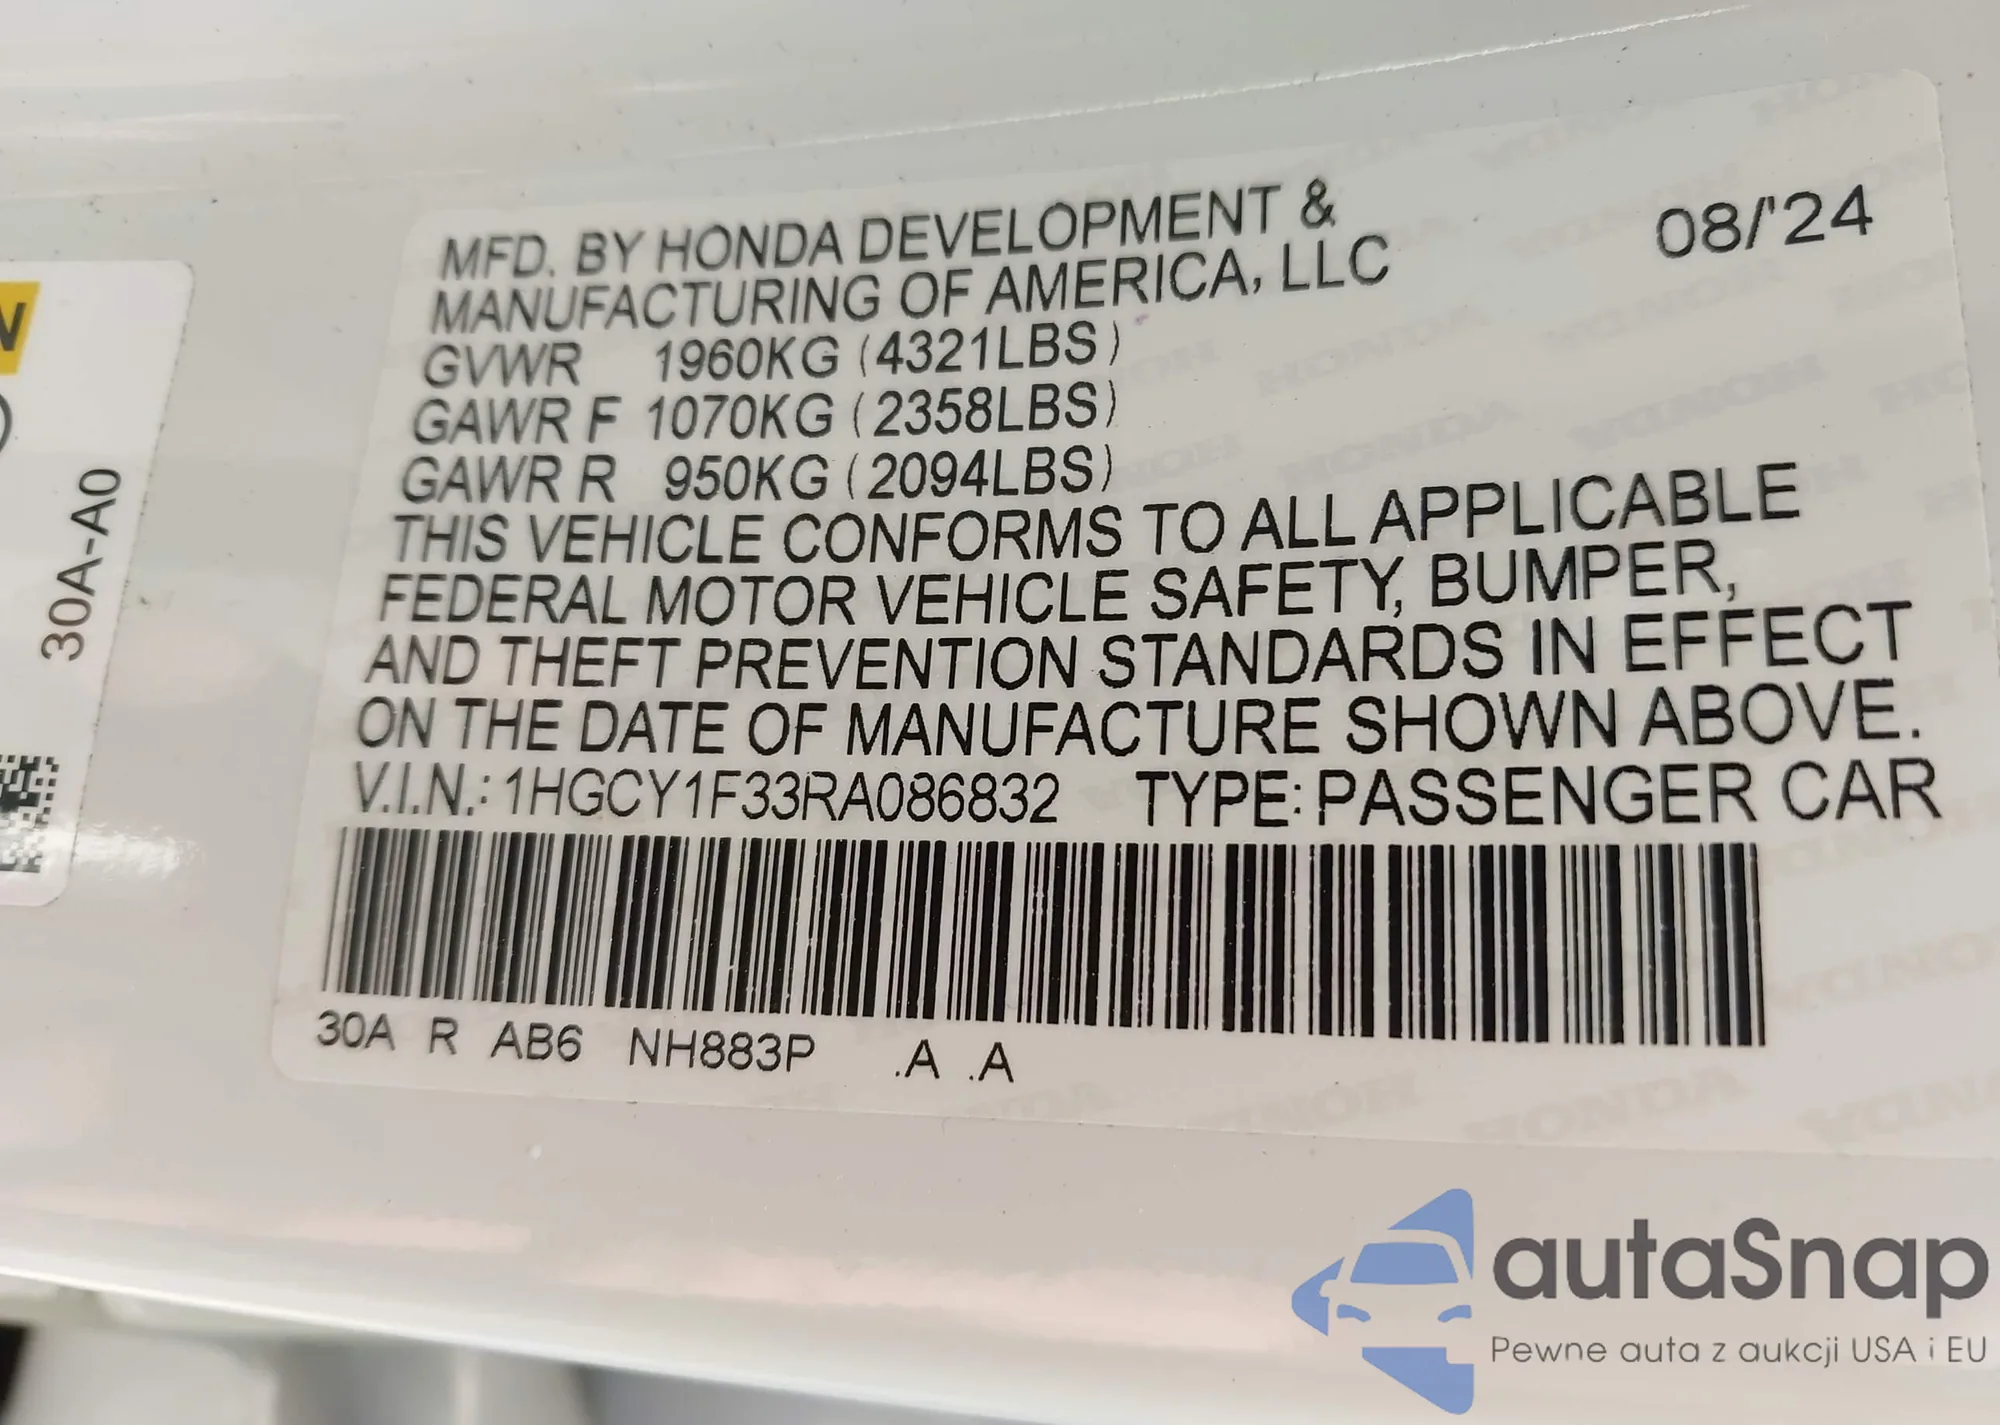 MFD. BY HONDA DEVELOPMENT &
MANUFACTURING OF AMERICA, LLC
08/'24
GVWR 1960KG (4321LBS)
GAWR F 1070KG (2358LBS)
GAWR R 950KG (2094LBS)
THIS VEHICLE CONFORMS TO ALL APPLICABLE
FEDERAL MOTOR VEHICLE SAFETY, BUMPER,
AND THEFT PREVENTION STANDARDS IN EFFECT
ON THE DATE OF MANUFACTURE SHOWN ABOVE.
V.I.N.: 1HGCY1F33RA086832 TYPE: PASSENGER CAR
30A R AB6 NH883P .A .A
30A-A0
autaSnap
Pewne auta z aukcji USA i EU